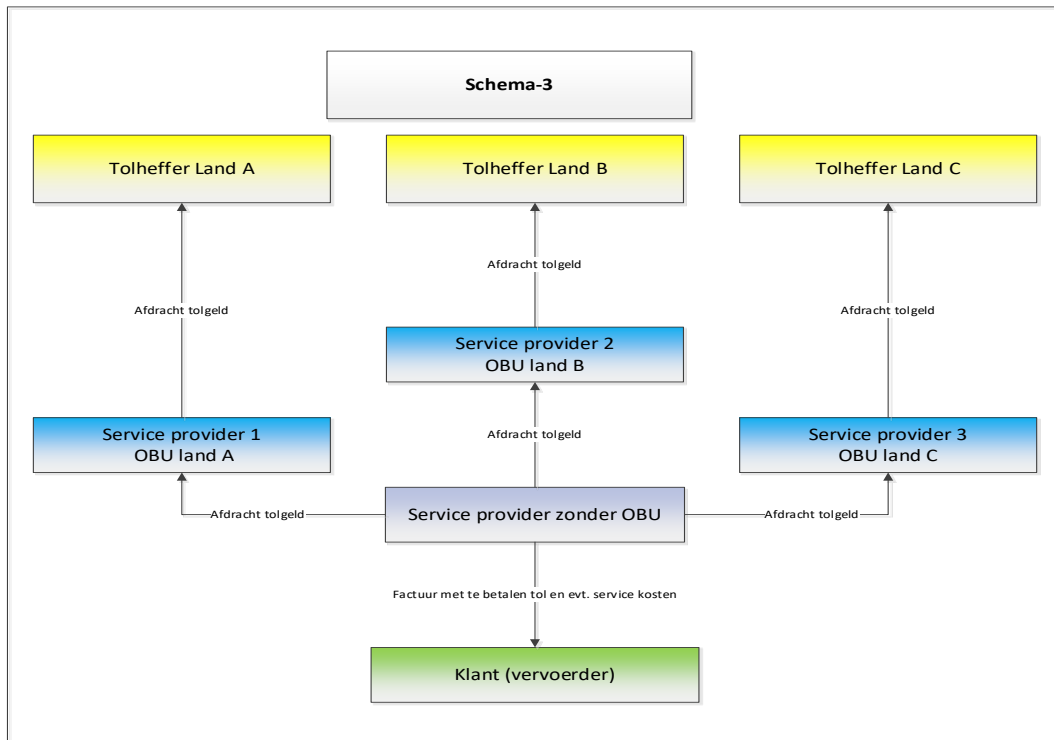 Schema-3
Tolheffer Land A
Tolheffer Land B
Tolheffer Land C
Afdracht tolgeld
Afdracht tolgeld
Afdracht tolgeld
Service provider 2
OBU land B
Service provider 1
OBU land A
Afdracht tolgeld
Service provider 3
OBU land C
Afdracht tolgeld
Service provider zonder OBU
Afdracht tolgeld
Factuur met te betalen tol en evt. service kosten
Klant (vervoerder)